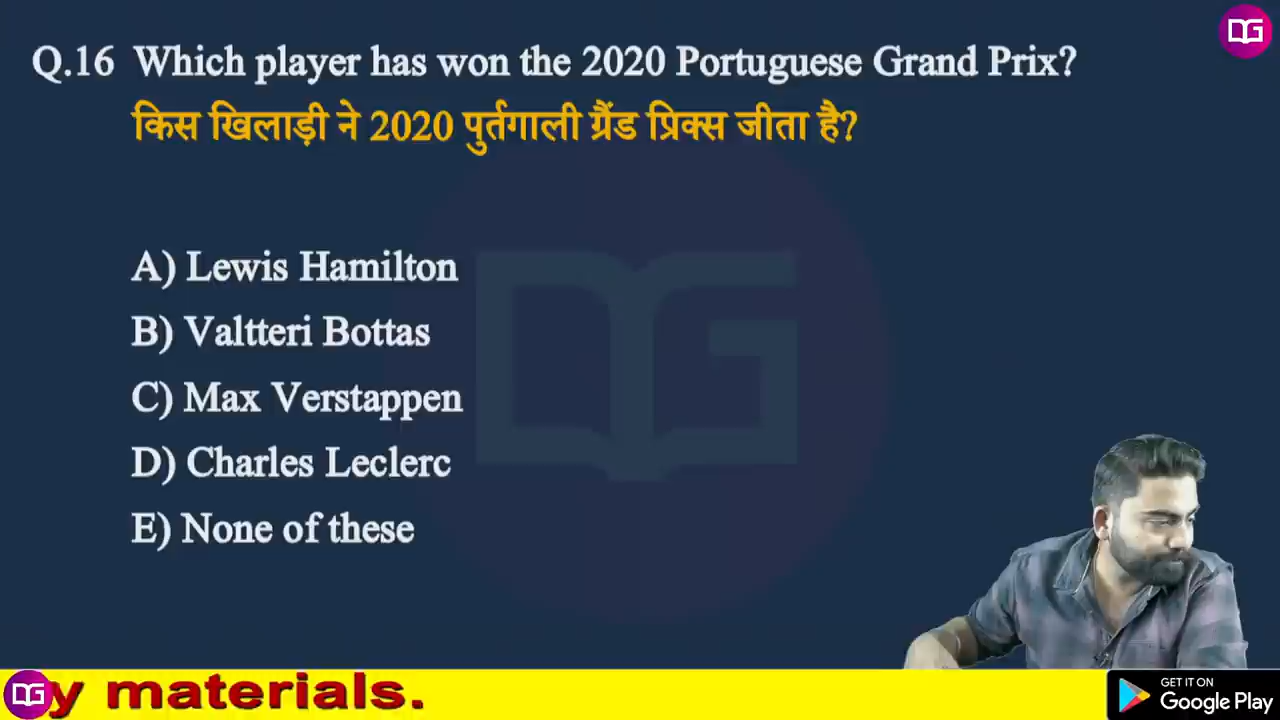 DG
Q.16 Which player has won the 2020 Portuguese Grand Prix?
किस खिलाड़ी ने 2020 पुर्तगाली ग्रैंड प्रिक्स जीता है?
DG
A) Lewis Hamilton
B) Valtteri Bottas
C) Max Verstappen
D) Charles Leclerc
E) None of these
DG y materials.
GET IT ON
Google Play